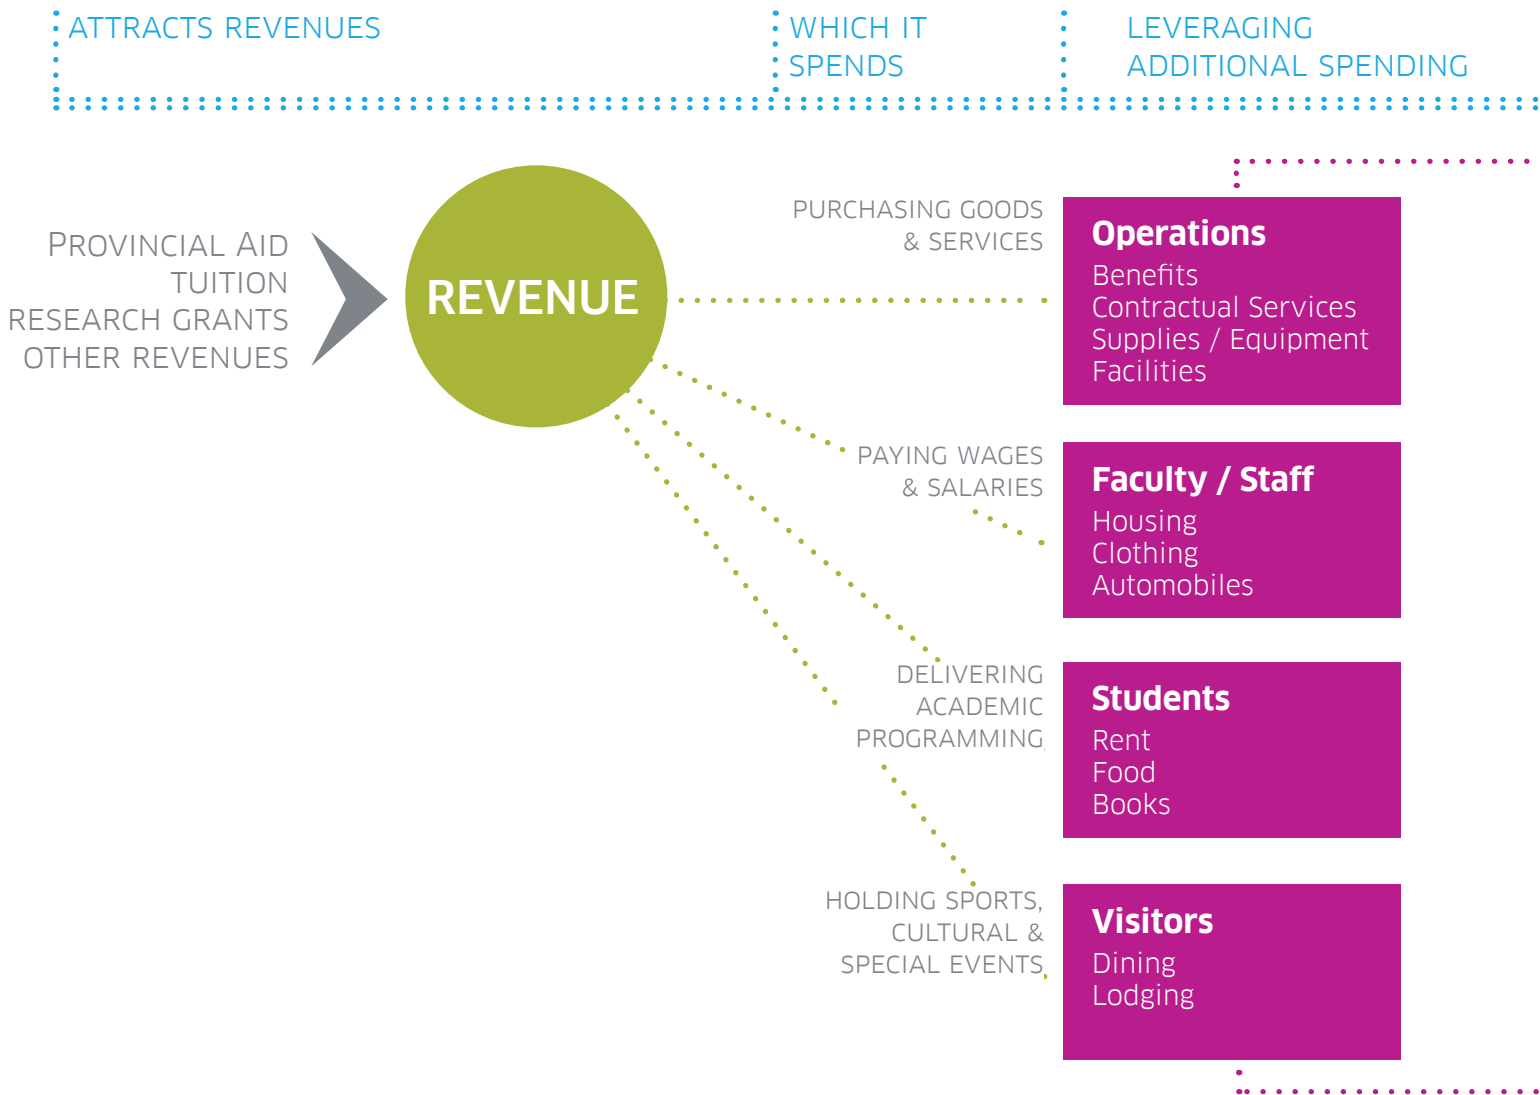 ATTRACTS REVENUES
WHICH IT
SPENDS
LEVERAGING
ADDITIONAL SPENDING
PROVINCIAL AID
TUITION
RESEARCH GRANTS
OTHER REVENUES
REVENUE
PURCHASING GOODS
& SERVICES
Operations
Benefits
Contractual Services
Supplies / Equipment
Facilities
PAYING WAGES
& SALARIES
Faculty / Staff
Housing
Clothing
Automobiles
DELIVERING
ACADEMIC
PROGRAMMING
Students
Rent
Food
Books
HOLDING SPORTS,
CULTURAL &
SPECIAL EVENTS
Visitors
Dining
Lodging